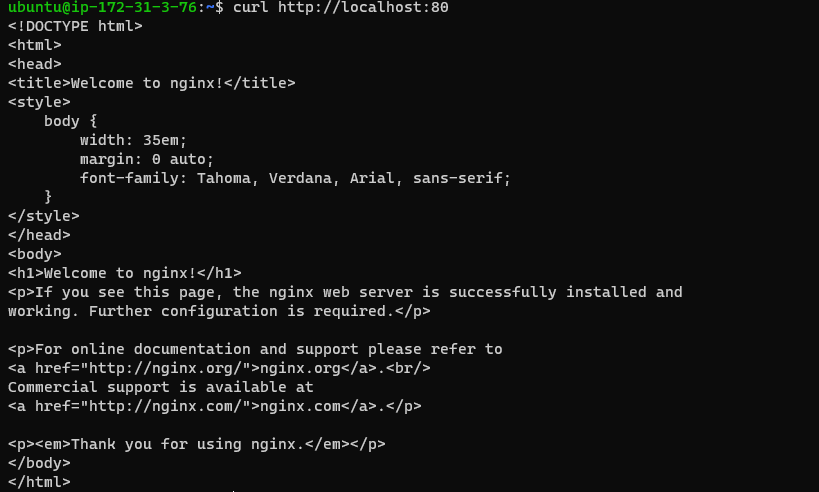 ubuntu@ip-172-31-3-76:~$ curl http://localhost:80
<!DOCTYPE html>
<html>
<head>
<title>Welcome to nginx!</title>
<style>
    body {
        width: 35em;
        margin: 0 auto;
        font-family: Tahoma, Verdana, Arial, sans-serif;
    }
</style>
</head>
<body>
<h1>Welcome to nginx!</h1>
<p>If you see this page, the nginx web server is successfully installed and
working. Further configuration is required.</p>

<p>For online documentation and support please refer to
<a href="http://nginx.org/">nginx.org</a>.<br/>
Commercial support is available at
<a href="http://nginx.com/">nginx.com</a>.</p>

<p><em>Thank you for using nginx.</em></p>
</body>
</html>